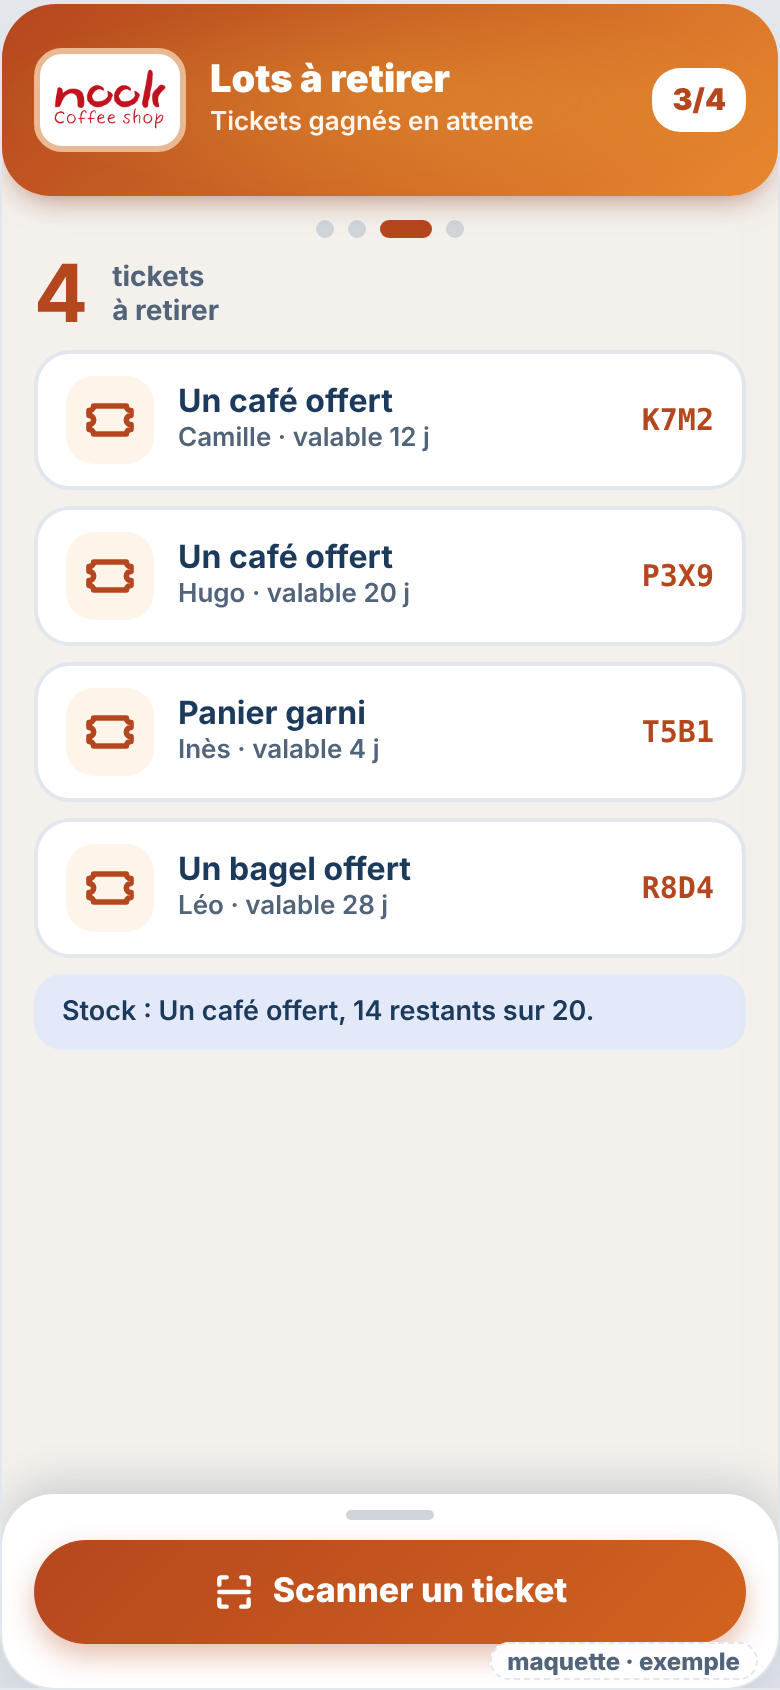 nook
Coffee shop
Lots à retirer
Tickets gagnés en attente
3/4
4
tickets
à retirer
Un café offert
Camille · valable 12 j
K7M2
Un café offert
Hugo · valable 20 j
P3X9
Panier garni
Inès · valable 4 j
T5B1
Un bagel offert
Léo · valable 28 j
R8D4
Stock : Un café offert, 14 restants sur 20.
Scanner un ticket
maquette · exemple